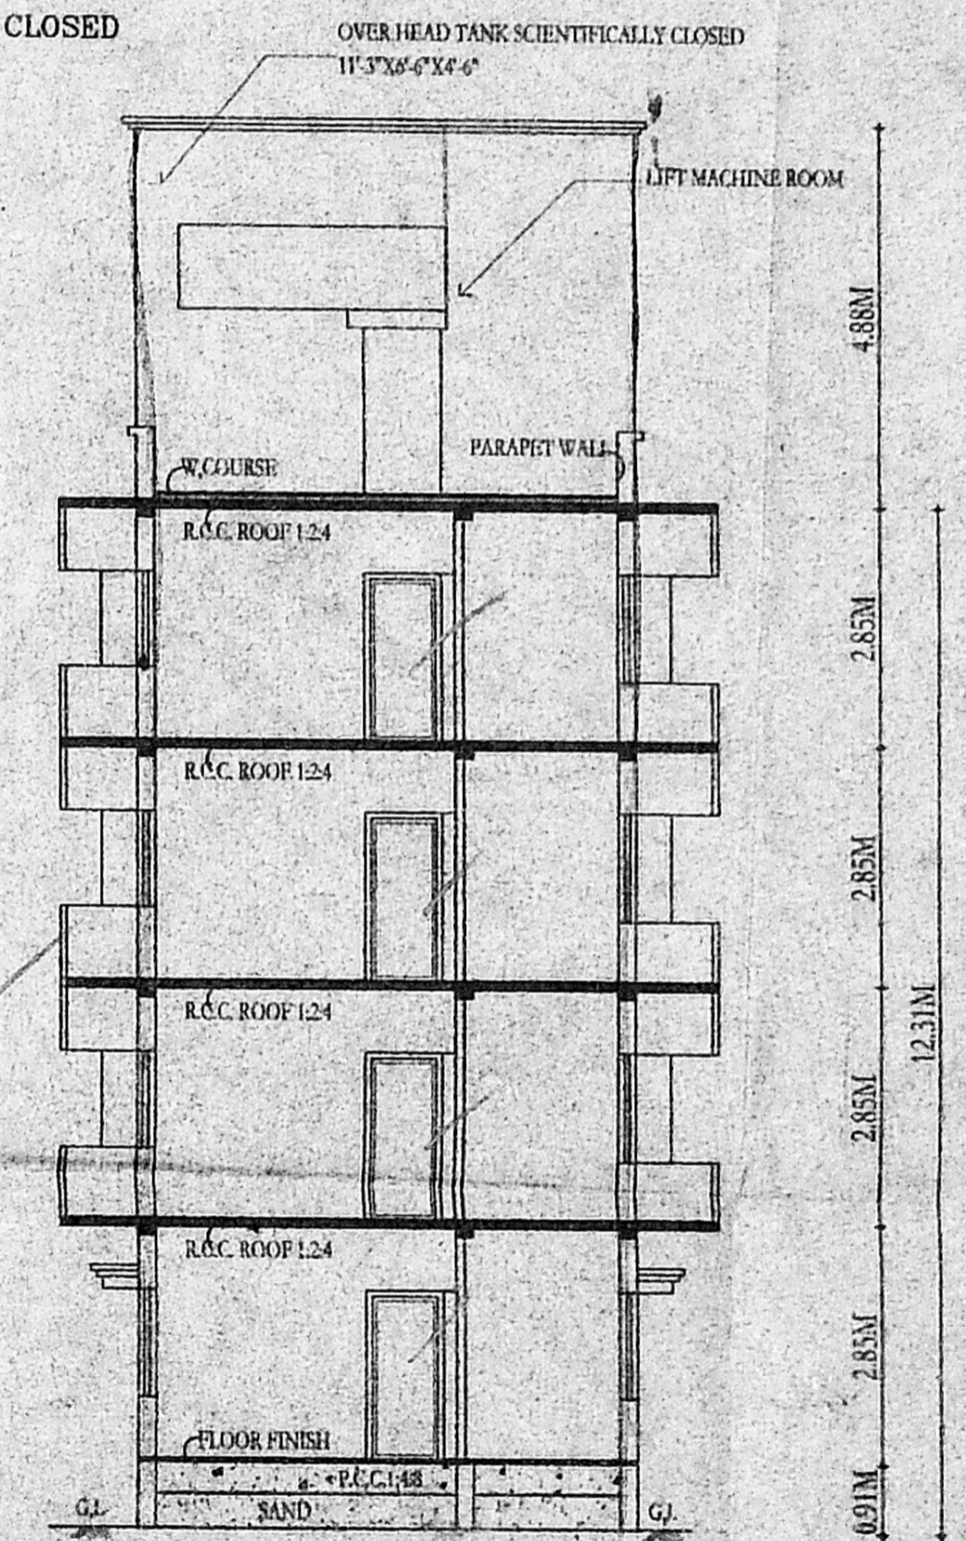 CLOSED
OVER HEAD TANK SCIENTIFICALLY CLOSED
11'-3"X6'-6"X4'-6"
LIFT MACHINE ROOM
4.88M
PARAPET WALL
W.COURSE
R.C.C. ROOF 1:2:4
2.85M
R.C.C. ROOF 1:2:4
2.85M
R.C.C. ROOF 1:2:4
12.31M
2.85M
R.C.C. ROOF 1:2:4
2.85M
FLOOR FINISH
P.C.C.1:4:8
0.91M
G.L.
SAND
G.L.